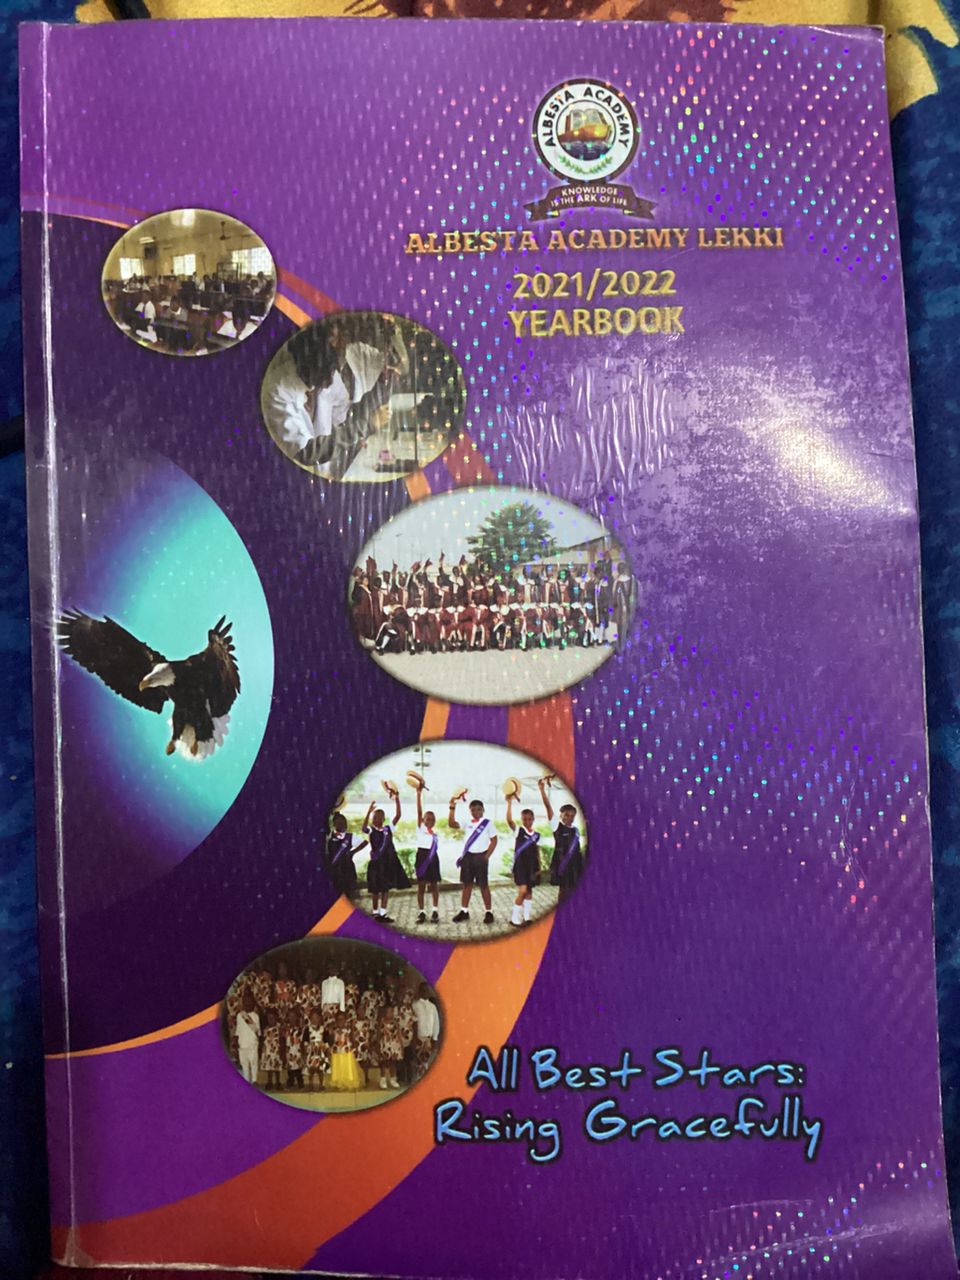 ALBESTA ACADEMY
KNOWLEDGE
IS THE ARK OF LIFE
ALBESTA ACADEMY LEKKI
2021/2022
YEARBOOK
All Best Stars:
Rising Gracefully